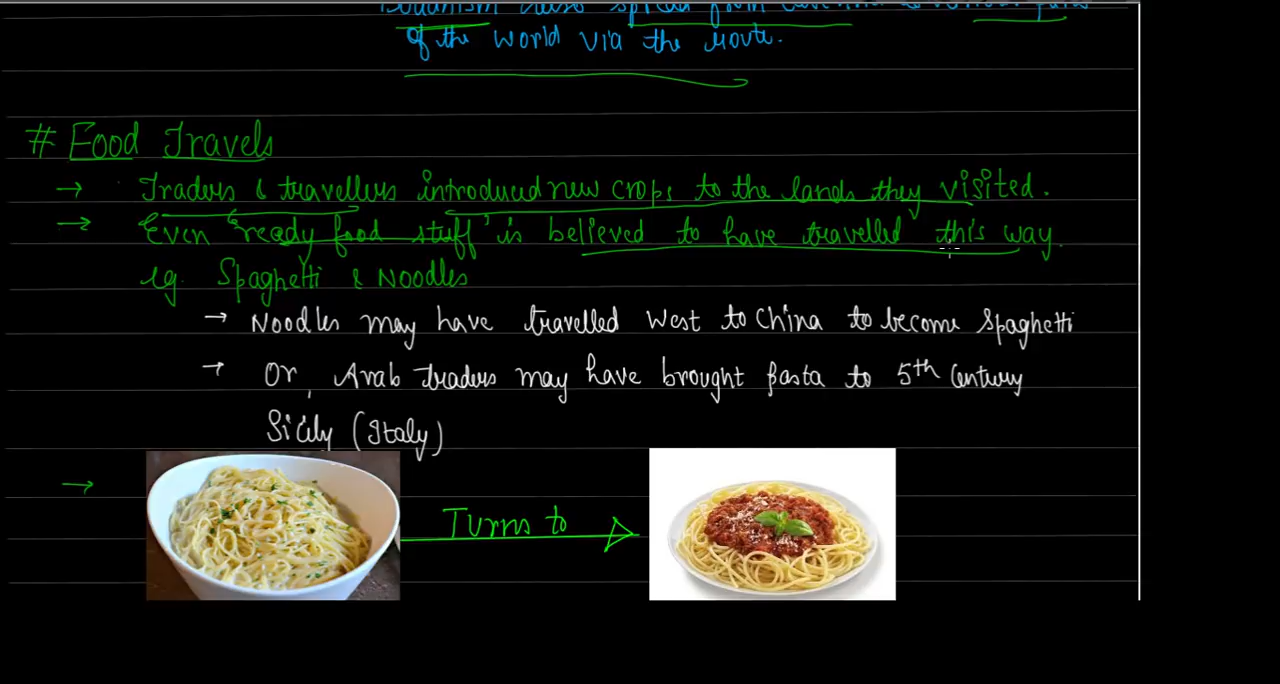 Buddhism
of the world via the route.
# Food Travels
→ Traders & travellers introduced new crops to the lands they visited.
→ Even 'ready food stuff' is believed to have travelled this way.
eg. Spaghetti & Noodles
→ Noodles may have travelled West to China to become Spaghetti
→ Or, Arab traders may have brought Pasta to 5th Century
Sicily (Italy)
→
Turns to